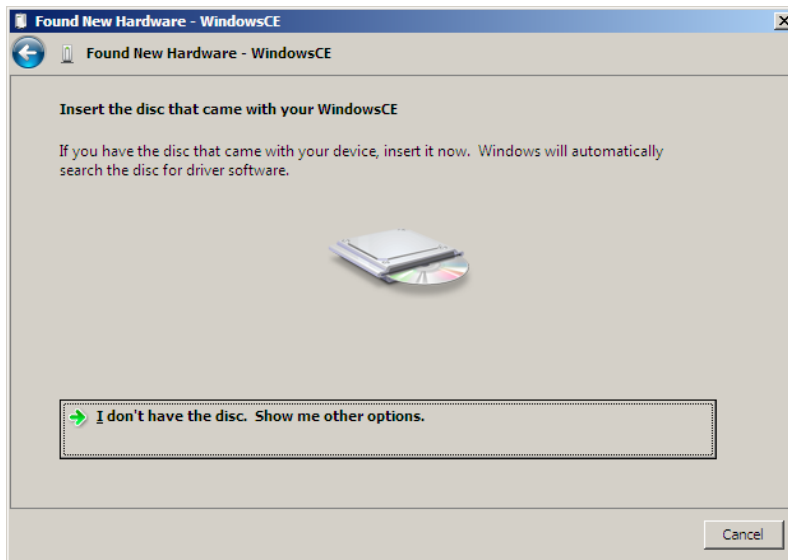 Found New Hardware - WindowsCE
Found New Hardware - WindowsCE
Insert the disc that came with your WindowsCE
If you have the disc that came with your device, insert it now.  Windows will automatically
search the disc for driver software.
I don't have the disc.  Show me other options.
Cancel